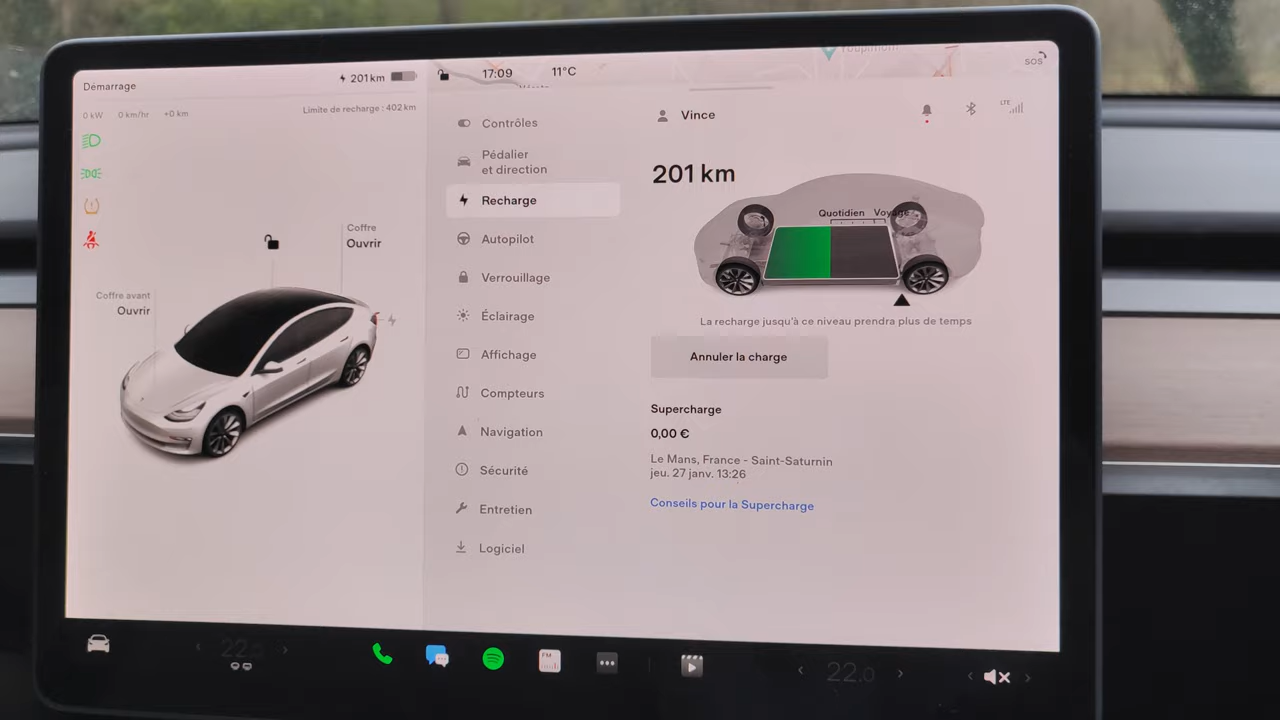 Démarrage
201 km
0 kW 0 km/hr +0 km
Limite de recharge : 402 km
Coffre
Ouvrir
Coffre avant
Ouvrir
17:09 11°C
SOS
Contrôles
Pédalier
et direction
Recharge
Autopilot
Verrouillage
Éclairage
Affichage
Compteurs
Navigation
Sécurité
Entretien
Logiciel
Vince
LTE
201 km
Quotidien Voyage
La recharge jusqu'à ce niveau prendra plus de temps
Annuler la charge
Supercharge
0,00 €
Le Mans, France - Saint-Saturnin
jeu. 27 janv. 13:26
Conseils pour la Supercharge
FM
22.0